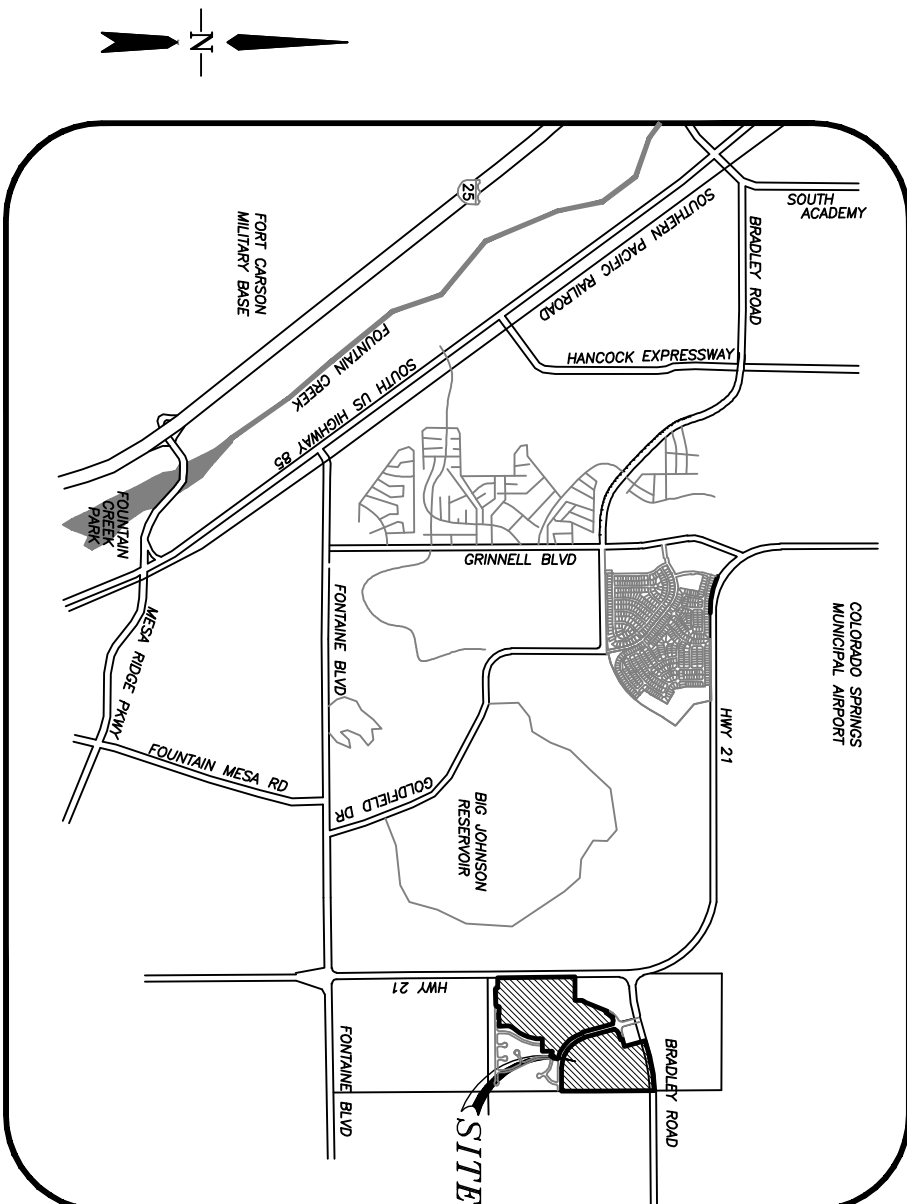 N
SOUTH
ACADEMY
BRADLEY ROAD
SOUTHERN PACIFIC RAILROAD
25
FORT CARSON
MILITARY BASE
HANCOCK EXPRESSWAY
FOUNTAIN CREEK
SOUTH US HIGHWAY 85
FOUNTAIN
CREEK
PARK
GRINNELL BLVD
FONTAINE BLVD
COLORADO SPRINGS
MUNICIPAL AIRPORT
MESA RIDGE PKWY
HWY 21
FOUNTAIN MESA RD
GOLDFIELD DR
BIG JOHNSON
RESERVOIR
HWY 21
FONTAINE BLVD
BRADLEY ROAD
SITE